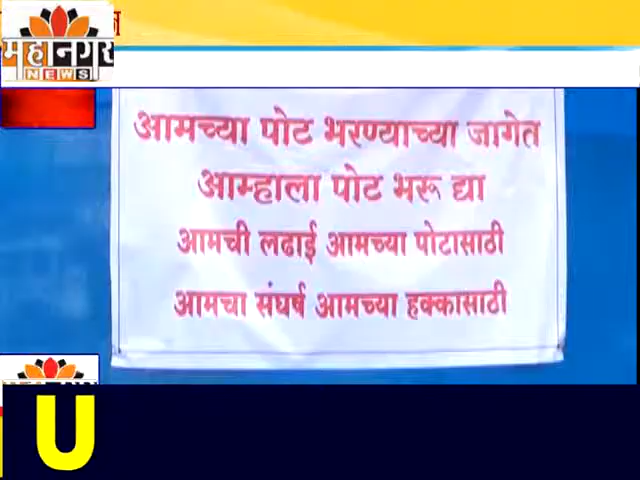 महानगर
NEWS
आमच्या पोट भरण्याच्या जागेत
आम्हाला पोट भरू द्या
आमची लढाई आमच्या पोटासाठी
आमचा संघर्ष आमच्या हक्कासाठी
U